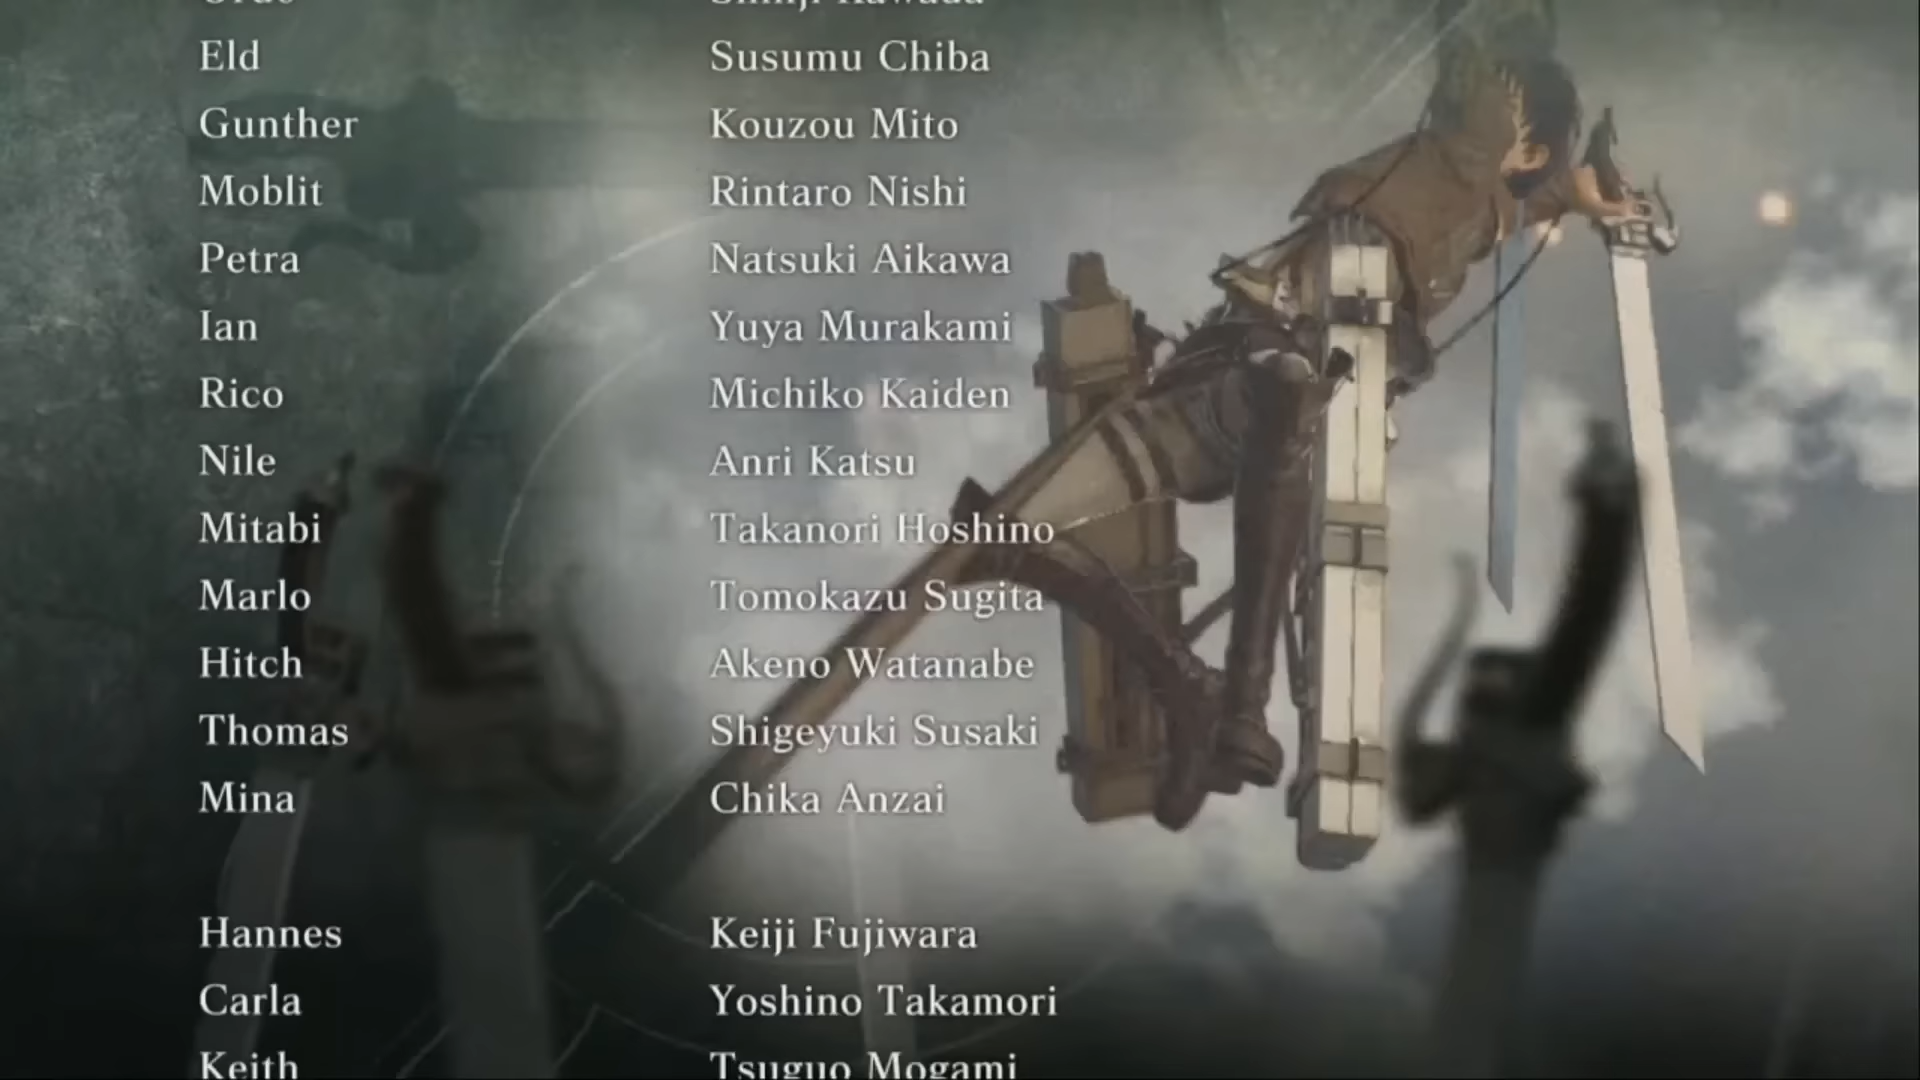 Eld Susumu Chiba
Gunther Kouzou Mito
Moblit Rintaro Nishi
Petra Natsuki Aikawa
Ian Yuya Murakami
Rico Michiko Kaiden
Nile Anri Katsu
Mitabi Takanori Hoshino
Marlo Tomokazu Sugita
Hitch Akeno Watanabe
Thomas Shigeyuki Susaki
Mina Chika Anzai
Hannes Keiji Fujiwara
Carla Yoshino Takamori
Keith Tsuguo Mogami